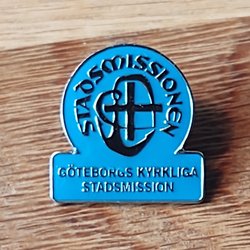 STADSMISSIONEN
GÖTEBORGS KYRKLIGA
STADSMISSION